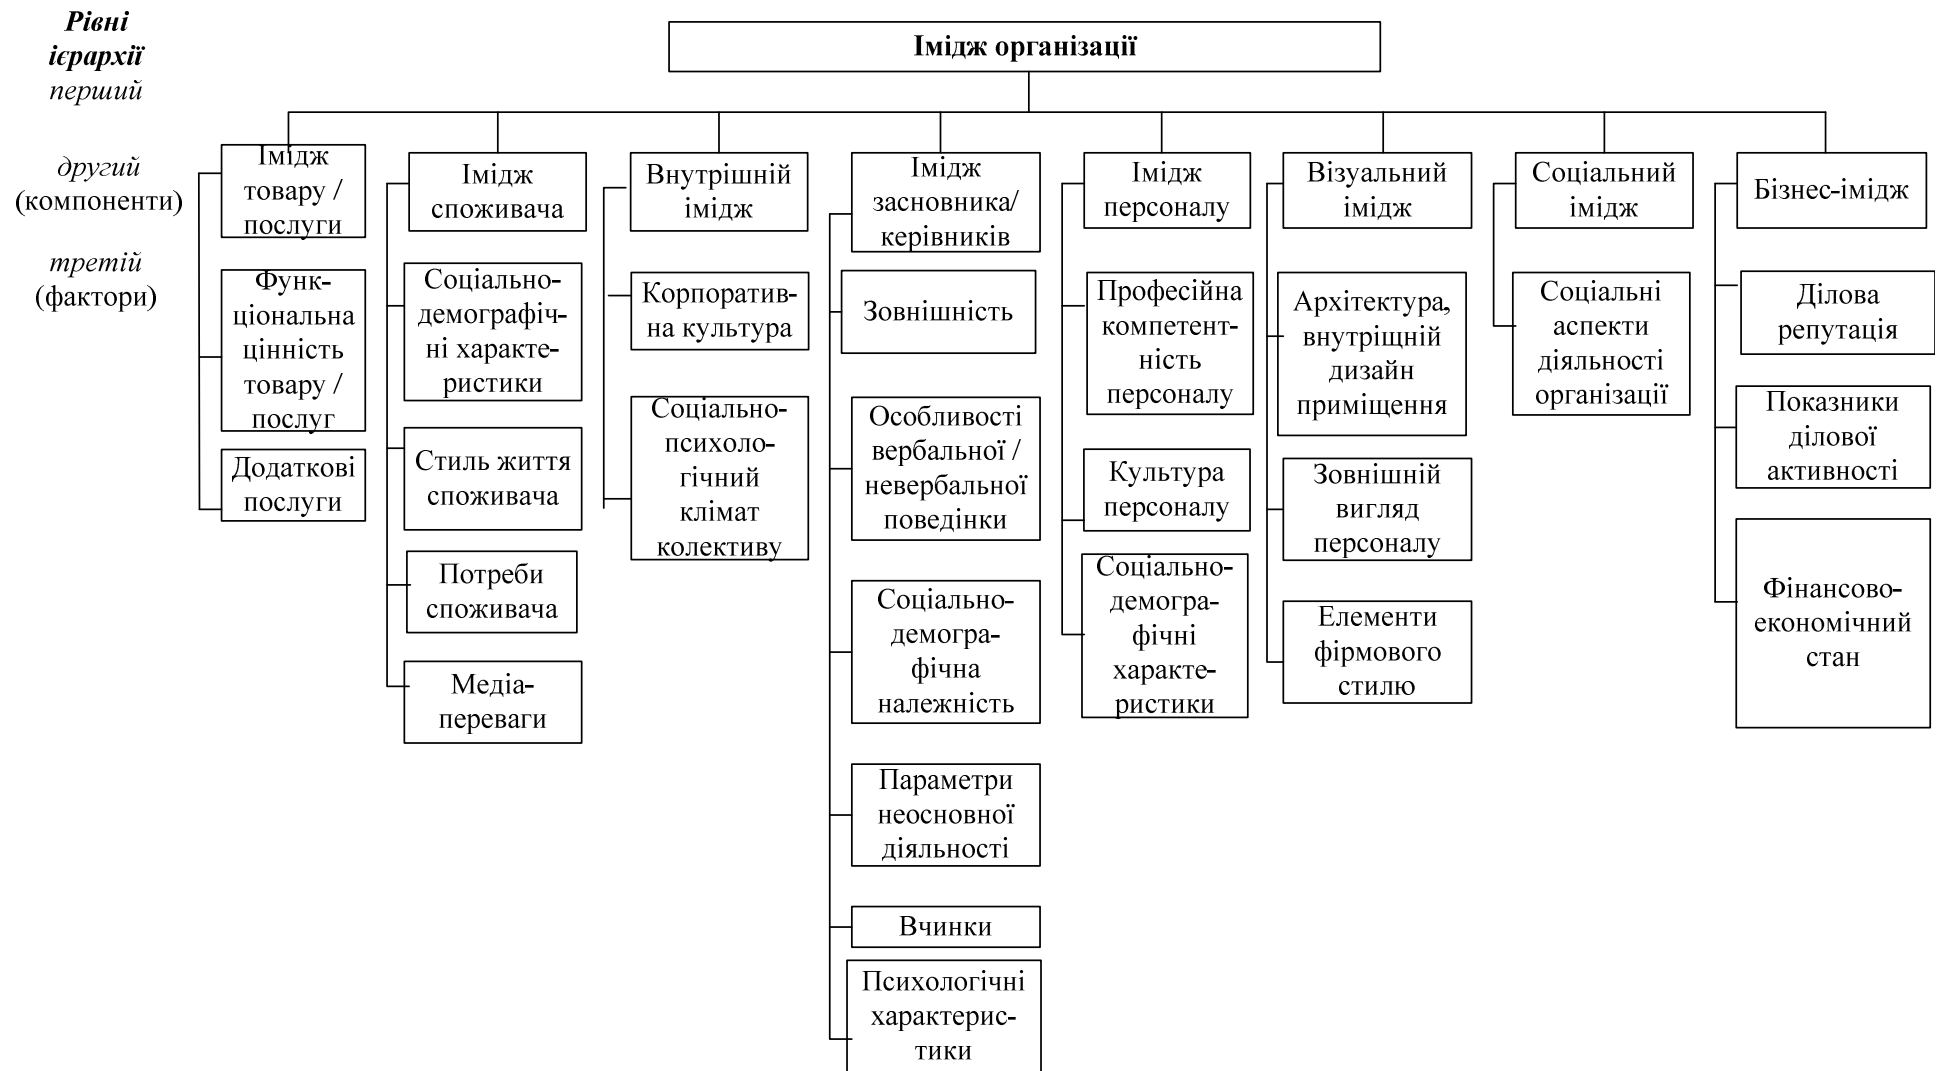 Рівні
ієрархії
перший
другий
(компоненти)
третій
(фактори)
Імідж організації
Імідж
товару /
послуги
Функ-
ціональна
цінність
товару /
послуг
Додаткові
послуги
Імідж
споживача
Соціально-
демографіч-
ні характе-
ристики
Стиль життя
споживача
Потреби
споживача
Медіа-
переваги
Внутрішній
імідж
Корпоратив-
на культура
Соціально-
психоло-
гічний
клімат
колективу
Імідж
засновника/
керівників
Зовнішність
Особливості
вербальної /
невербальної
поведінки
Соціально-
демогра-
фічна
належність
Параметри
неосновної
діяльності
Вчинки
Психологічні
характерис-
тики
Імідж
персоналу
Професійна
компетент-
ність
персоналу
Культура
персоналу
Соціально-
демогра-
фічні
характе-
ристики
Візуальний
імідж
Архітектура,
внутріщній
дизайн
приміщення
Зовнішній
вигляд
персоналу
Елементи
фірмового
стилю
Соціальний
імідж
Соціальні
аспекти
діяльності
організації
Бізнес-імідж
Ділова
репутація
Показники
ділової
активності
Фінансово-
економічний
стан